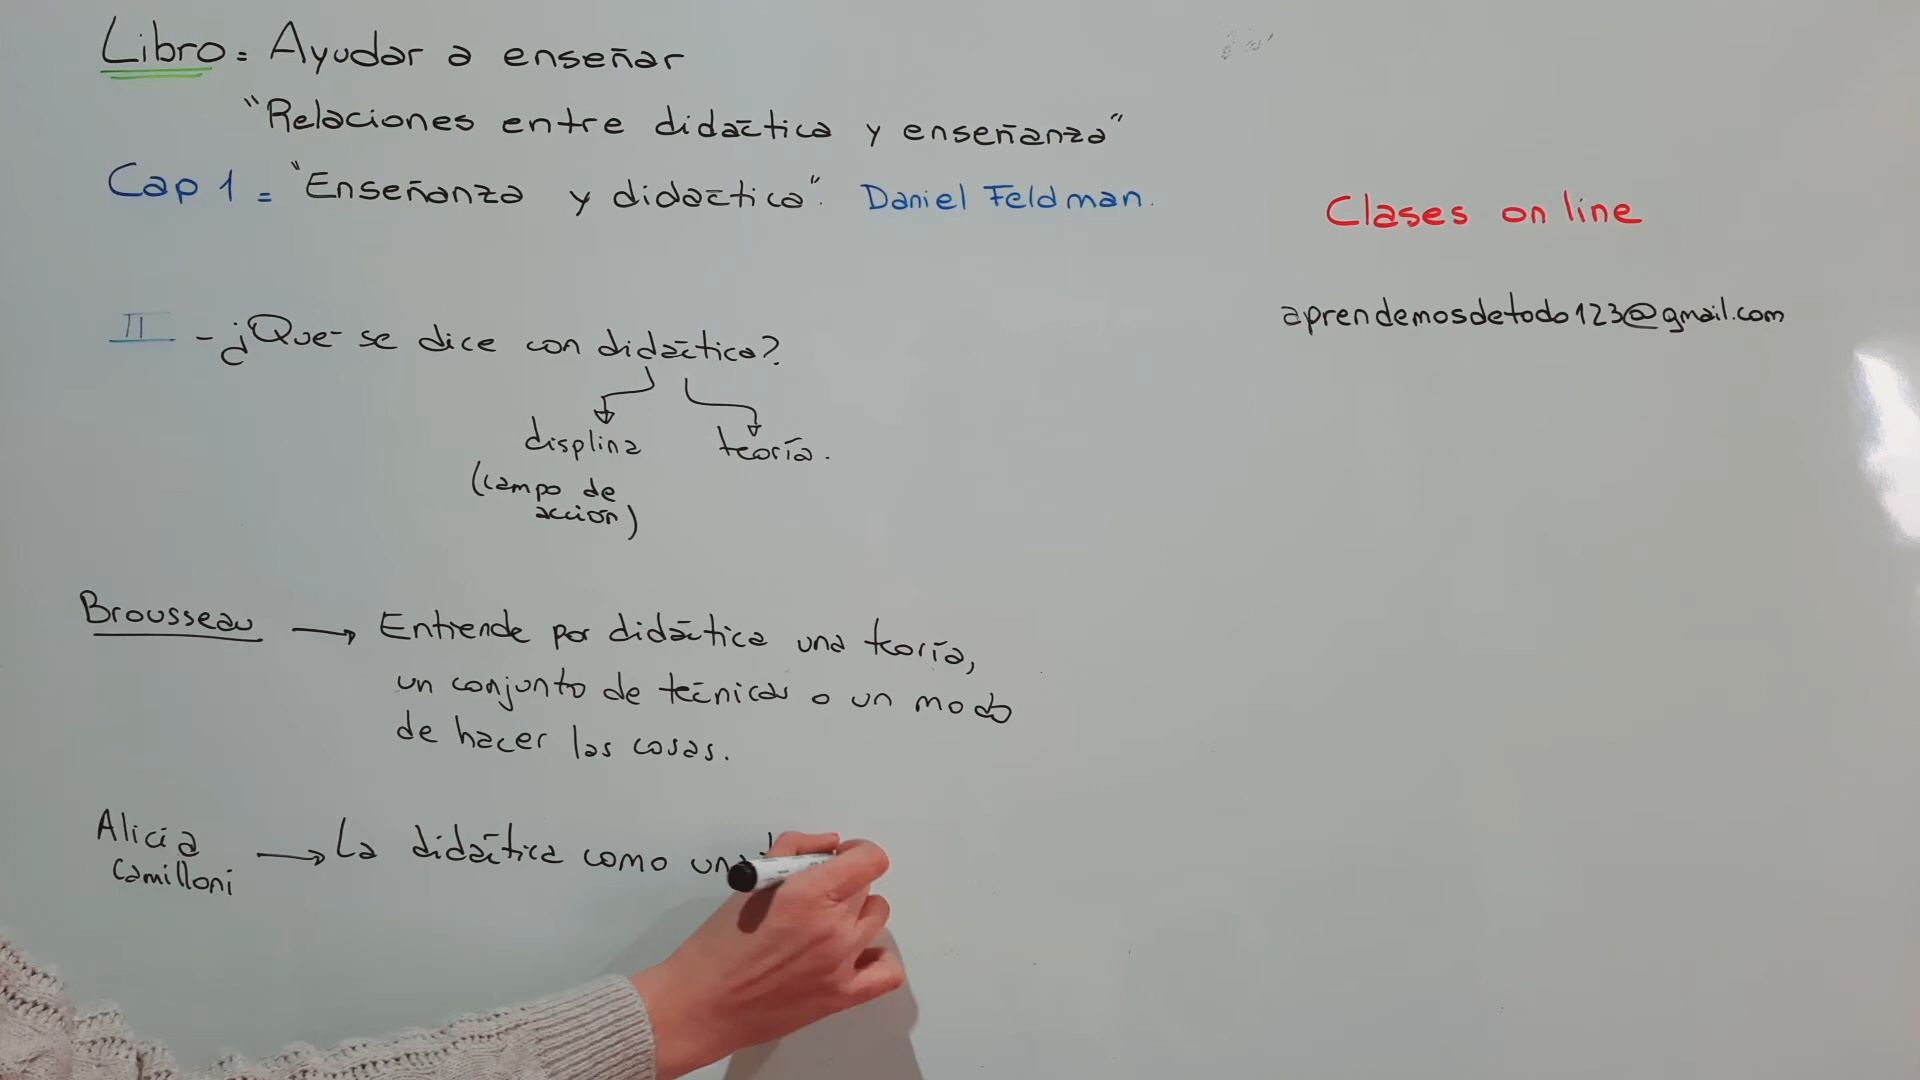 Libro = Ayudar a enseñar
"Relaciones entre didáctica y enseñanza"
Cap 1 = "Enseñanza y didáctica". Daniel Feldman.
Clases on line
aprendemosdetodo123@gmail.com
II - ¿Qué se dice con didáctica?
displina teoría.
(campo de
acción)
Brousseau → Entiende por didáctica una teoría,
un conjunto de técnicas o un modo
de hacer las cosas.
Alicia → La didáctica como una
Camilloni